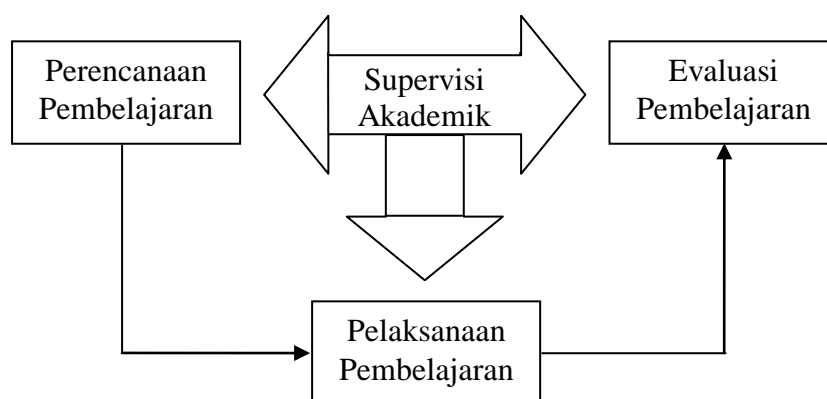 Perencanaan
Pembelajaran
Supervisi
Akademik
Evaluasi
Pembelajaran
Pelaksanaan
Pembelajaran